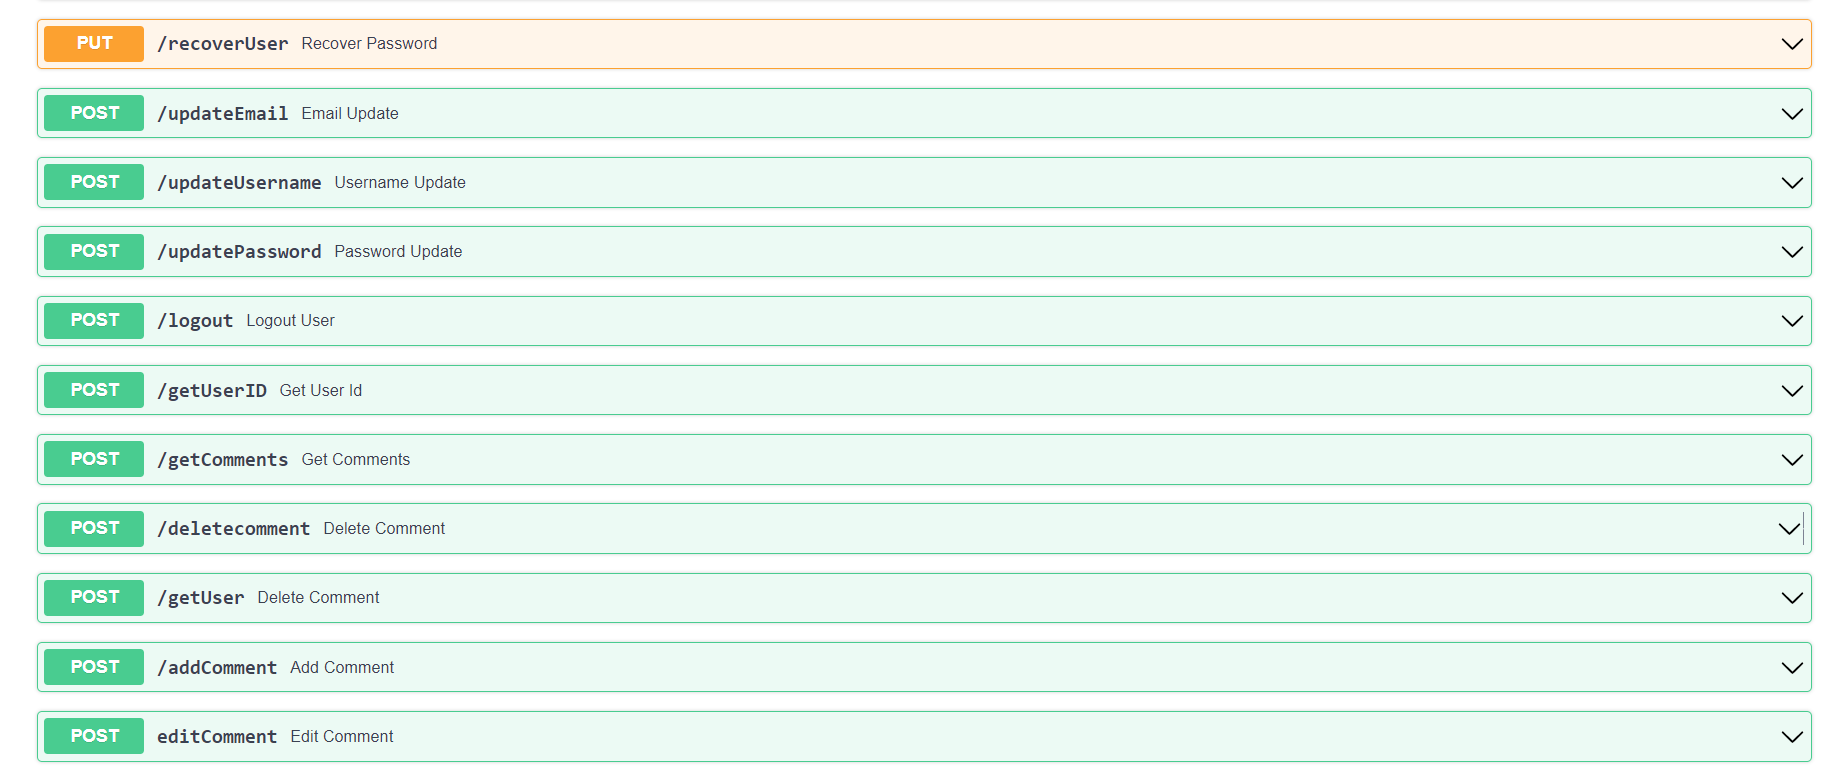 PUT /recoverUser Recover Password
POST /updateEmail Email Update
POST /updateUsername Username Update
POST /updatePassword Password Update
POST /logout Logout User
POST /getUserID Get User Id
POST /getComments Get Comments
POST /deletecomment Delete Comment
POST /getUser Delete Comment
POST /addComment Add Comment
POST editComment Edit Comment